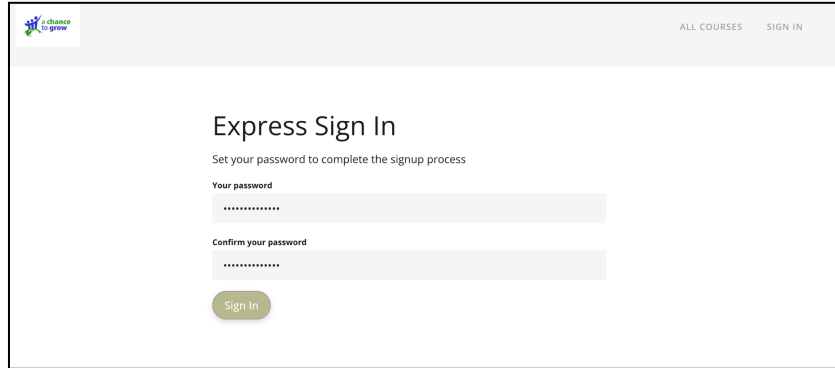 a chance
to grow
ALL COURSES SIGN IN
Express Sign In
Set your password to complete the signup process
Your password
••••••••••••••
Confirm your password
••••••••••••••
Sign In